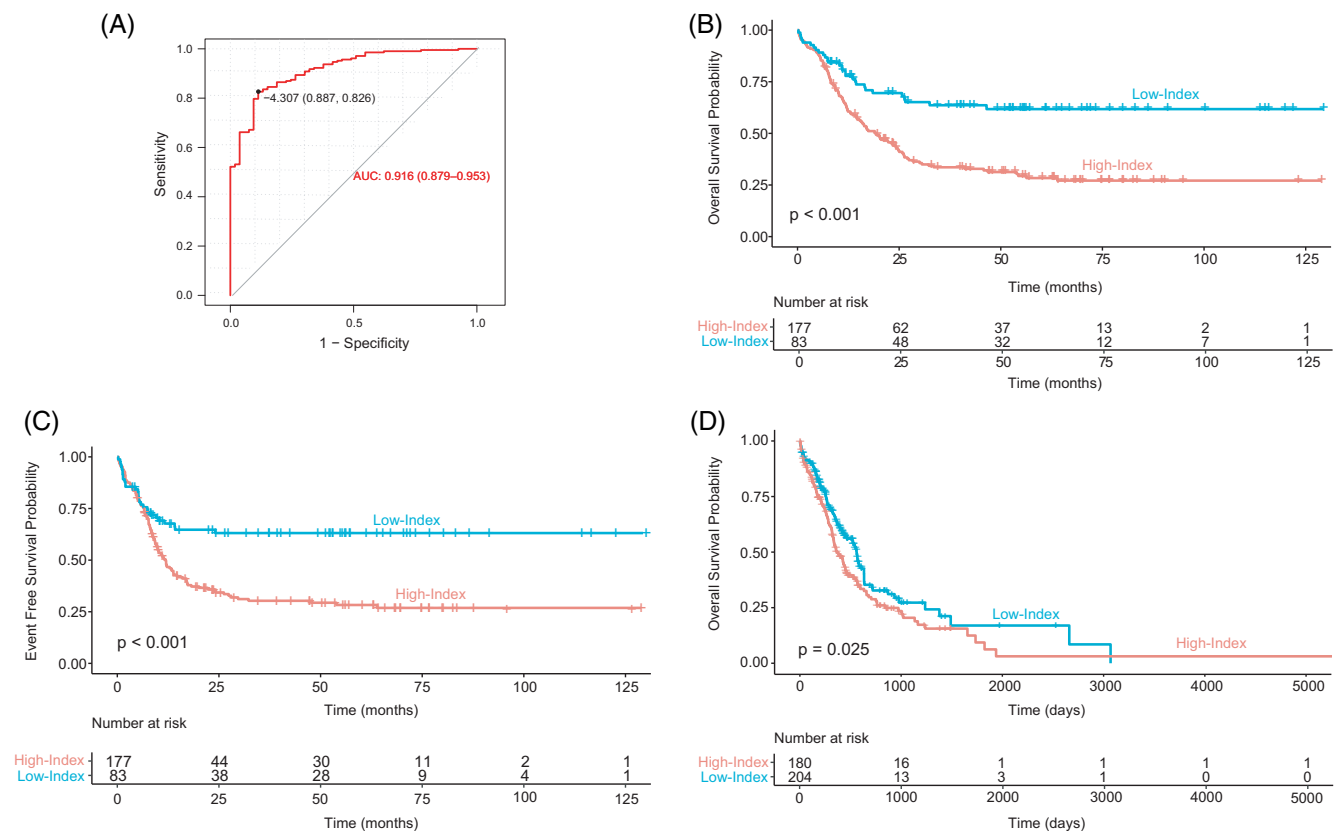 (A)
Sensitivity
1.0
0.8
0.6
0.4
0.2
0.0
−4.307 (0.887, 0.826)
AUC: 0.916 (0.879–0.953)
0.0 0.5 1.0
1 − Specificity
(B)
Overall Survival Probability
1.00
0.75
0.50
0.25
0.00
Low-Index
High-Index
p < 0.001
0 25 50 75 100 125
Time (months)
Number at risk
High-Index 177 62 37 13 2 1
Low-Index 83 48 32 12 7 1
0 25 50 75 100 125
Time (months)
(C)
Event Free Survival Probability
1.00
0.75
0.50
0.25
0.00
Low-Index
High-Index
p < 0.001
0 25 50 75 100 125
Time (months)
Number at risk
High-Index 177 44 30 11 2 1
Low-Index 83 38 28 9 4 1
0 25 50 75 100 125
Time (months)
(D)
Overall Survival Probability
1.00
0.75
0.50
0.25
0.00
Low-Index
High-Index
p = 0.025
0 1000 2000 3000 4000 5000
Time (days)
Number at risk
High-Index 180 16 1 1 1 1
Low-Index 204 13 3 1 0 0
0 1000 2000 3000 4000 5000
Time (days)